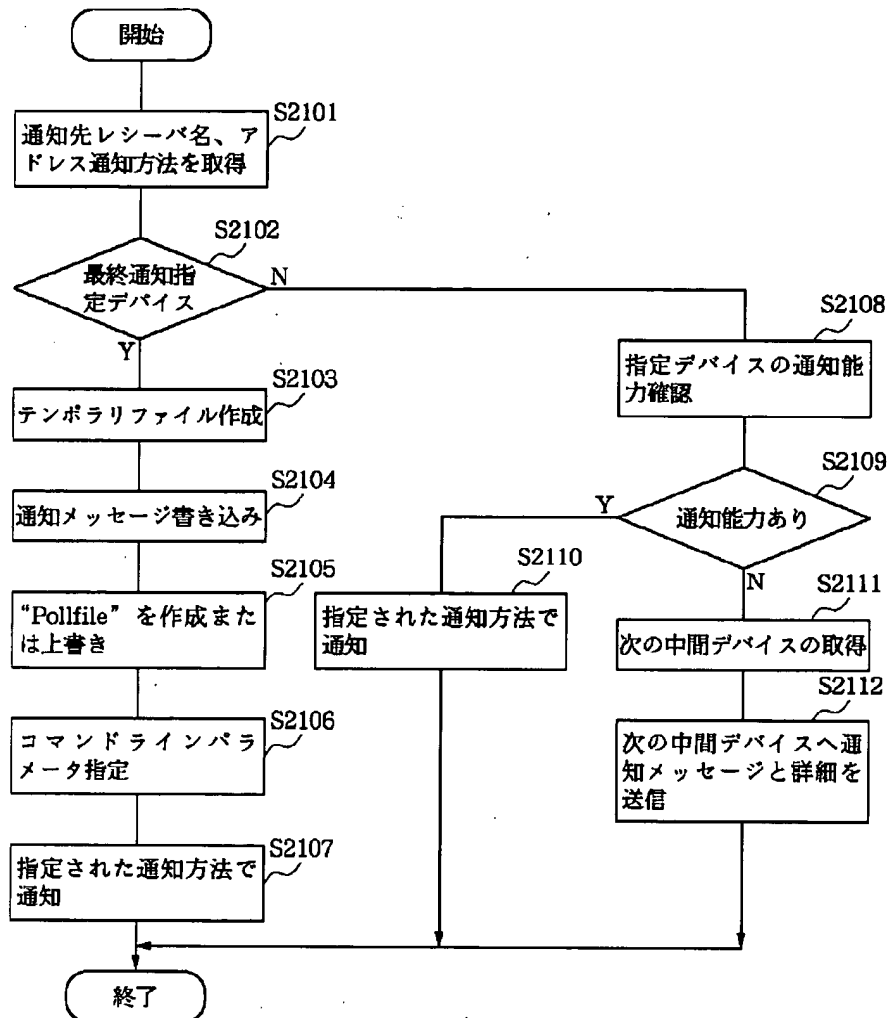 開始
S2101
通知先レシーバ名、ア
ドレス通知方法を取得
S2102
最終通知指
定デバイス
N
Y
S2103
テンポラリファイル作成
S2104
通知メッセージ書き込み
S2105
“Pollfile” を作成また
は上書き
S2106
コマンドラインパラ
メータ指定
S2107
指定された通知方法で
通知
S2108
指定デバイスの通知能
力確認
S2109
通知能力あり
Y
N
S2110
指定された通知方法で
通知
S2111
次の中間デバイスの取得
S2112
次の中間デバイスへ通
知メッセージと詳細を
送信
終了